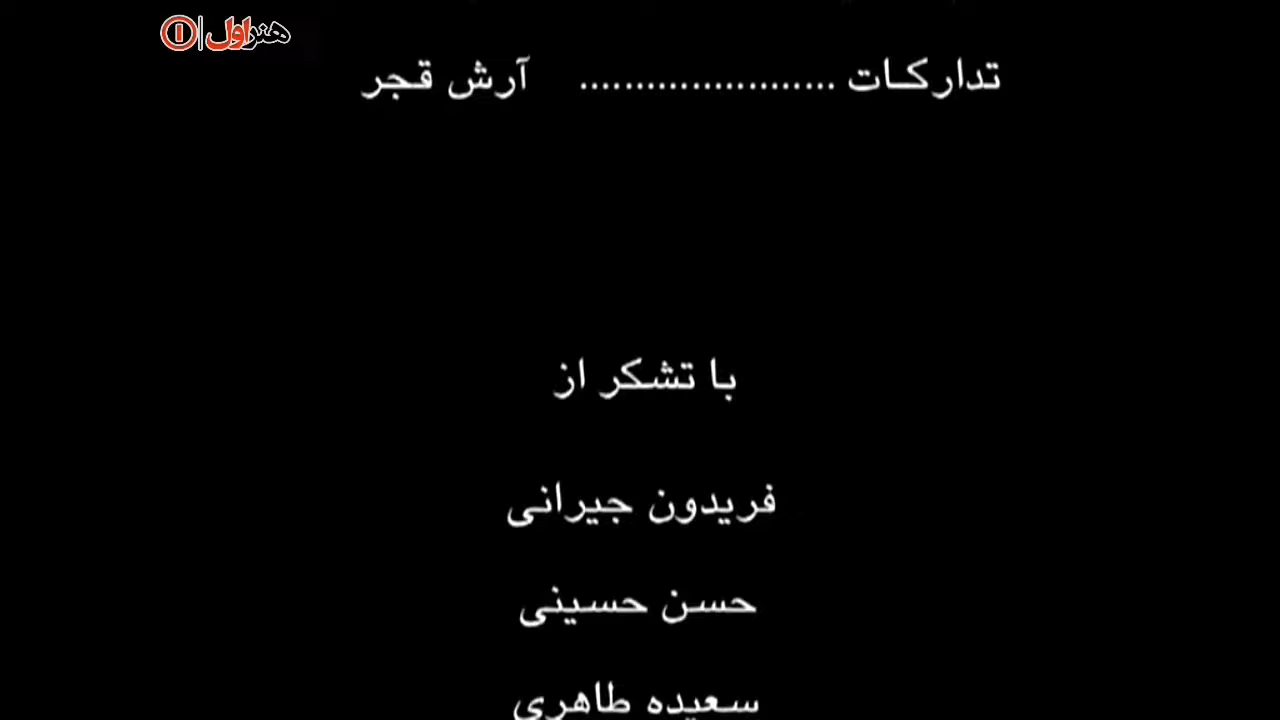 هنر اول
تدارکات ....................... آرش قجر
با تشکر از
فریدون جیرانی
حسن حسینی
سعیده طاهری